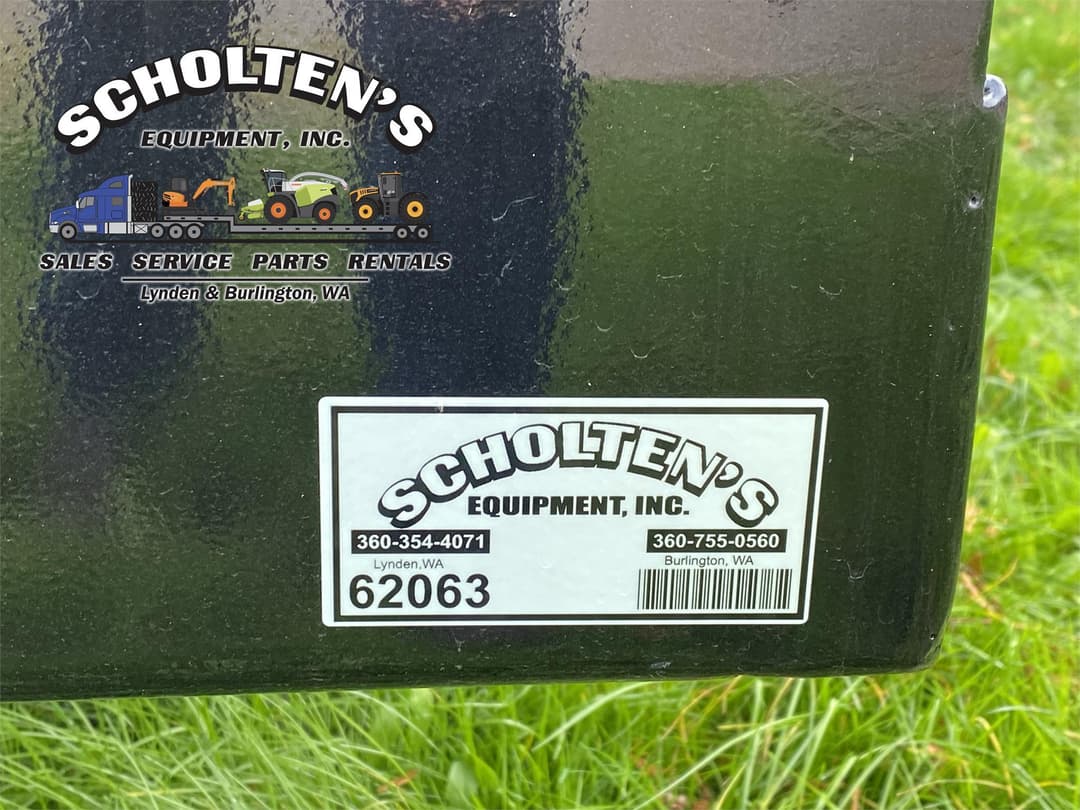 SCHOLTEN'S
EQUIPMENT, INC.
SALES SERVICE PARTS RENTALS
Lynden & Burlington, WA
SCHOLTEN'S
EQUIPMENT, INC.
360-354-4071 360-755-0560
Lynden,WA Burlington, WA
62063